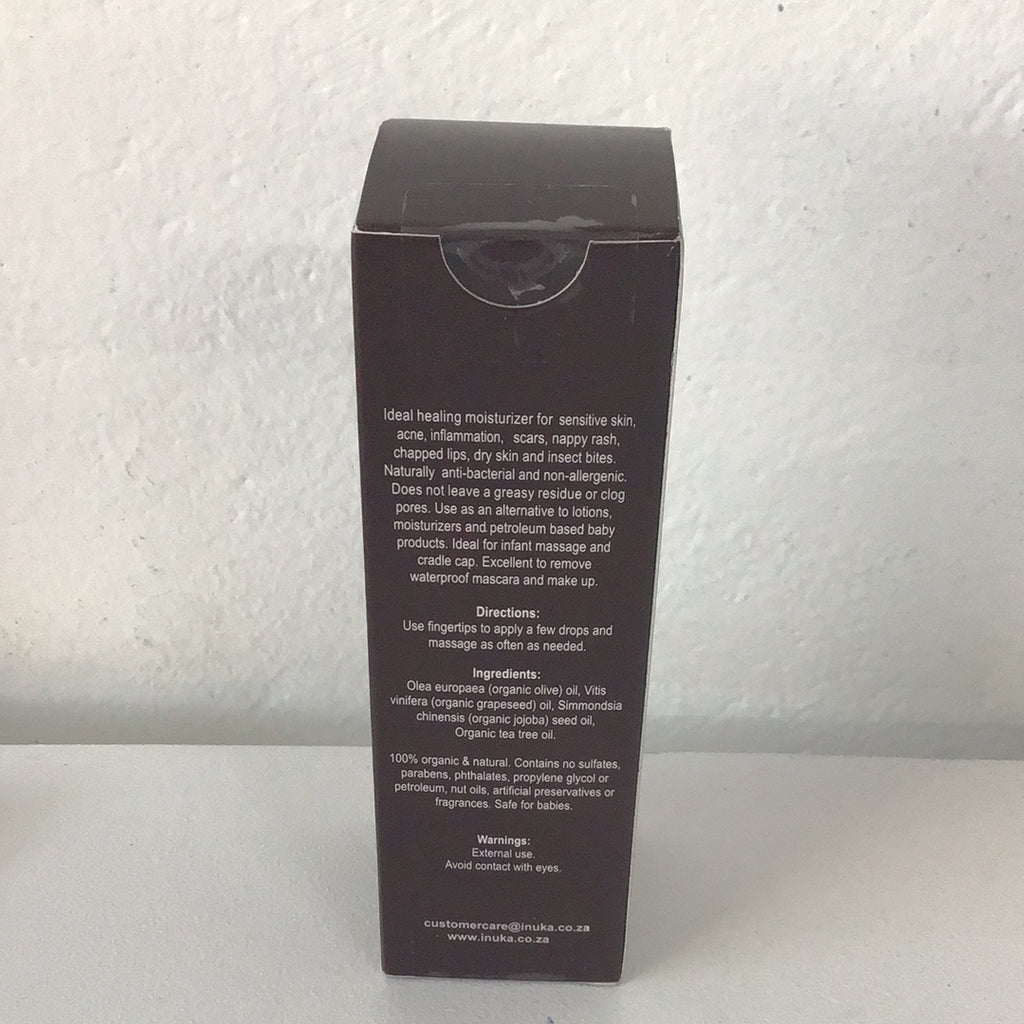 Ideal healing moisturizer for sensitive skin,
acne, inflammation, scars, nappy rash,
chapped lips, dry skin and insect bites.
Naturally anti-bacterial and non-allergenic.
Does not leave a greasy residue or clog
pores. Use as an alternative to lotions,
moisturizers and petroleum based baby
products. Ideal for infant massage and
cradle cap. Excellent to remove
waterproof mascara and make up.
Directions:
Use fingertips to apply a few drops and
massage as often as needed.
Ingredients:
Olea europaea (organic olive) oil, Vitis
vinifera (organic grapeseed) oil, Simmondsia
chinensis (organic jojoba) seed oil,
Organic tea tree oil.
100% organic & natural. Contains no sulfates,
parabens, phthalates, propylene glycol or
petroleum, nut oils, artificial preservatives or
fragrances. Safe for babies.
Warnings:
External use.
Avoid contact with eyes.
customercare@inuka.co.za
www.inuka.co.za